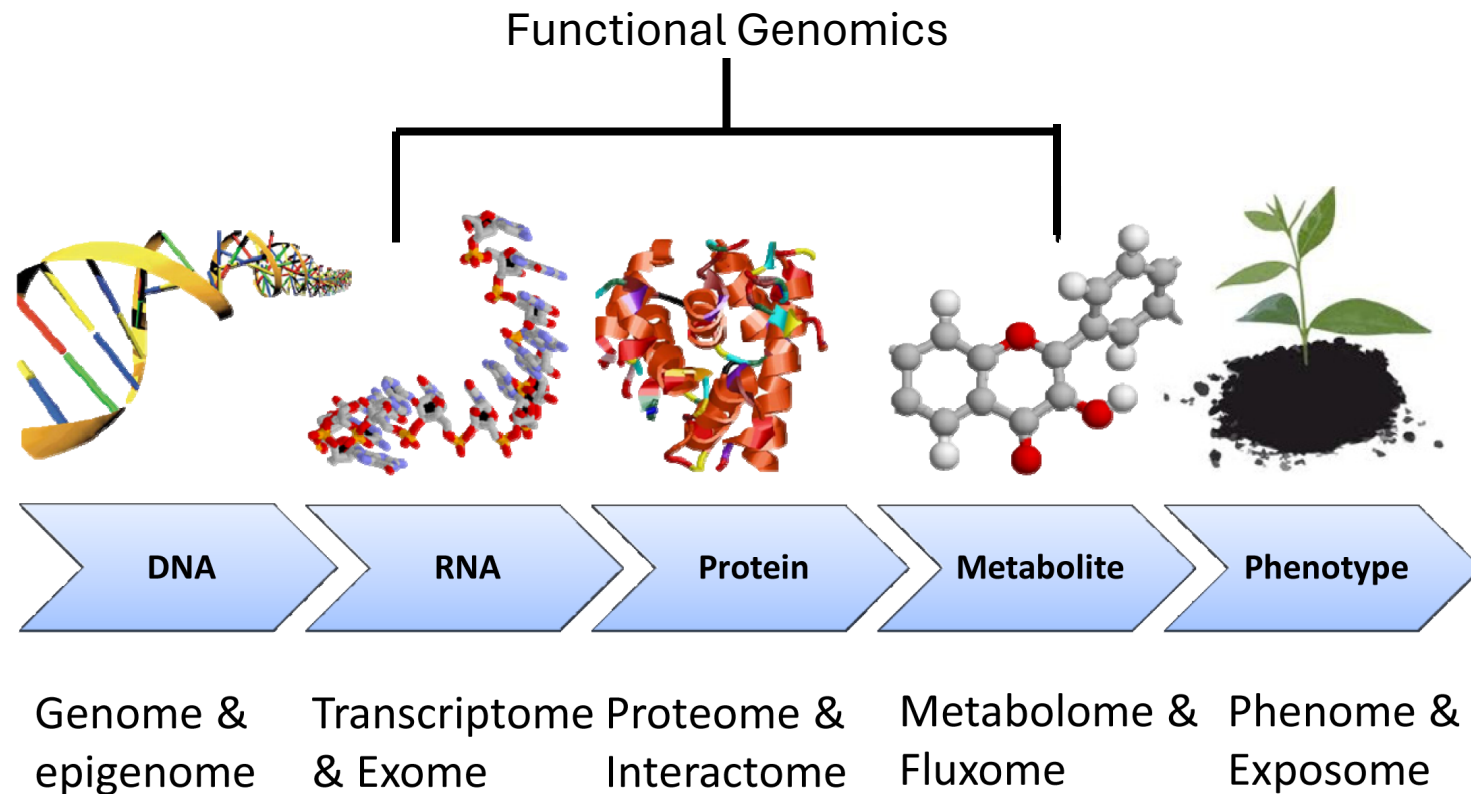 Functional Genomics
DNA
RNA
Protein
Metabolite
Phenotype
Genome &
epigenome
Transcriptome
& Exome
Proteome &
Interactome
Metabolome &
Fluxome
Phenome &
Exposome